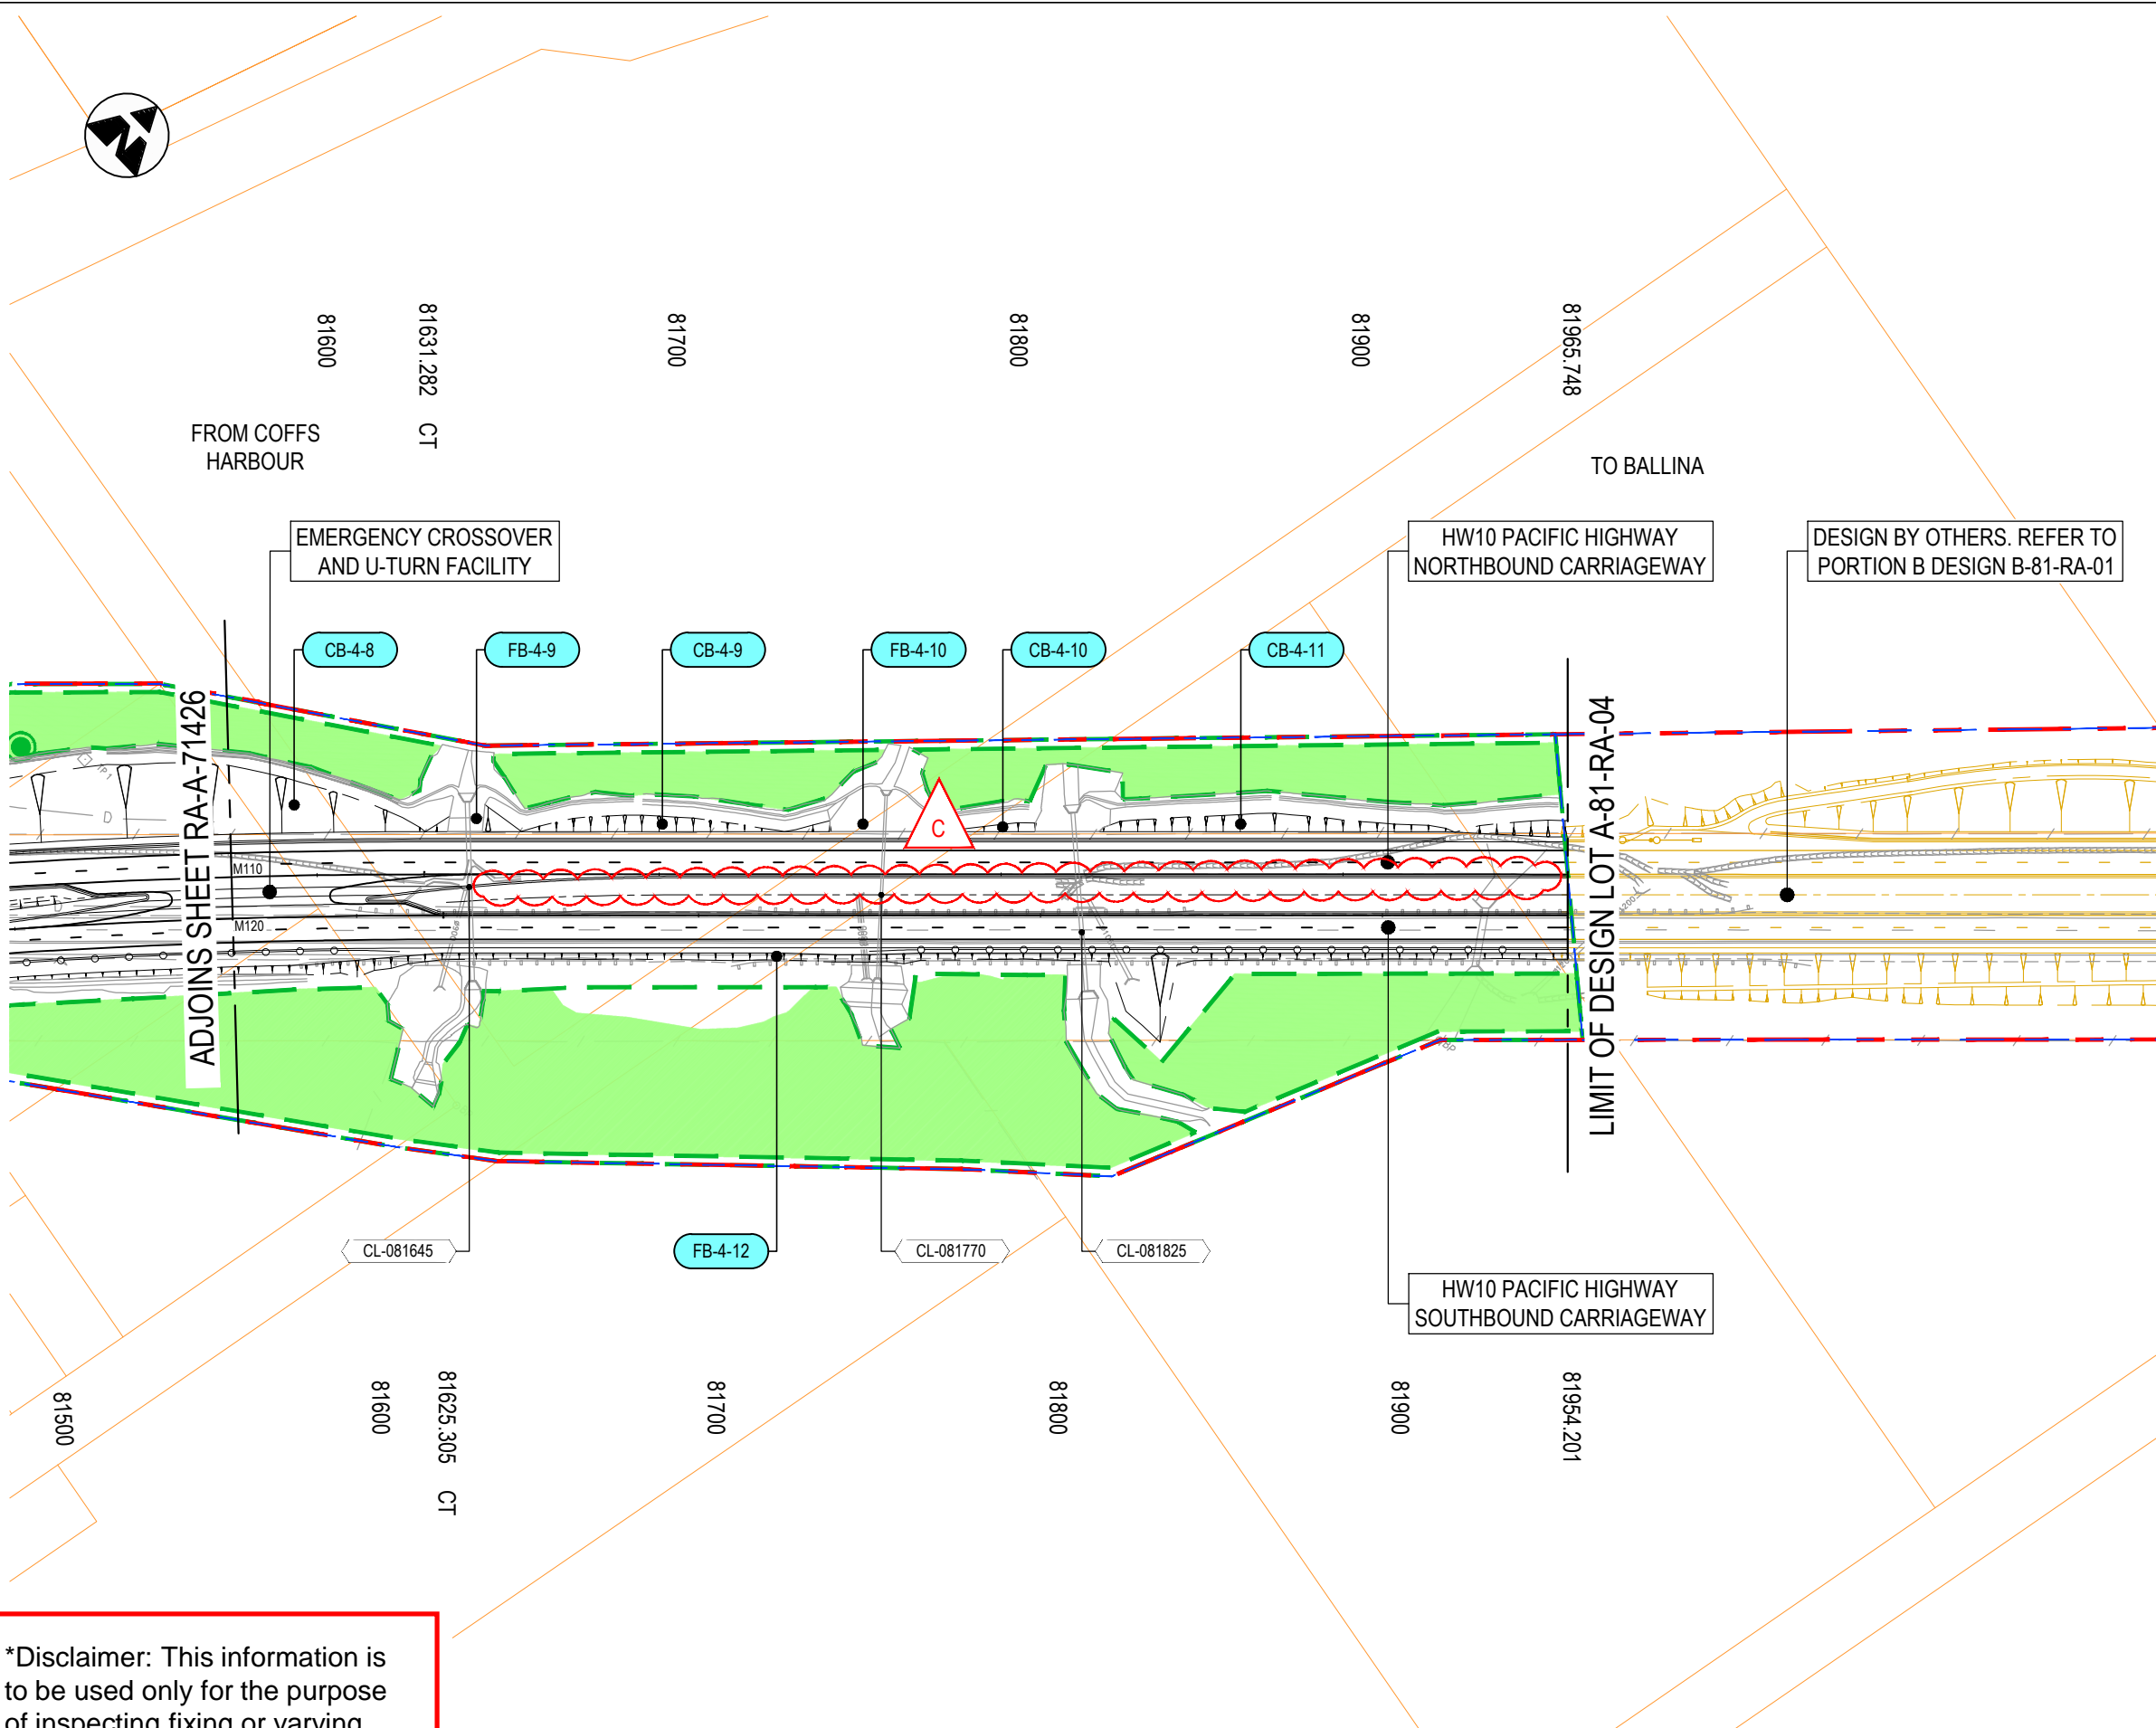 81600
81631.282 CT
81700
81800
81900
81965.748
FROM COFFS
HARBOUR
TO BALLINA
EMERGENCY CROSSOVER
AND U-TURN FACILITY
HW10 PACIFIC HIGHWAY
NORTHBOUND CARRIAGEWAY
DESIGN BY OTHERS. REFER TO
PORTION B DESIGN B-81-RA-01
CB-4-8
FB-4-9
CB-4-9
FB-4-10
CB-4-10
CB-4-11
ADJOINS SHEET RA-A-71426
LIMIT OF DESIGN LOT A-81-RA-04
C
D
D
M110
M120
CL-081645
FB-4-12
CL-081770
CL-081825
HW10 PACIFIC HIGHWAY
SOUTHBOUND CARRIAGEWAY
81500
81600
81625.305 CT
81700
81800
81900
81954.201
*Disclaimer: This information is
to be used only for the purpose
of inspecting fixing or varying